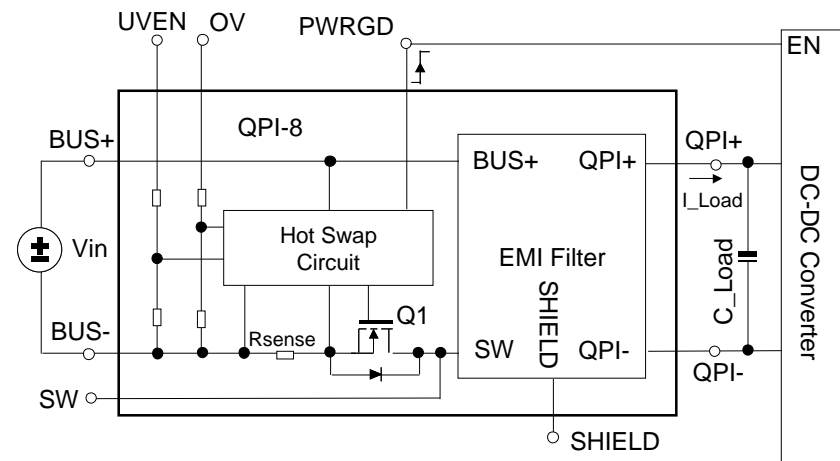 UVEN
OV
PWRGD
EN
QPI-8
BUS+
BUS+
QPI+
QPI+
I_Load
Hot Swap
Circuit
EMI Filter
Vin
SHIELD
C_Load
DC-DC Converter
Q1
Rsense
BUS-
SW
QPI-
QPI-
SW
SHIELD